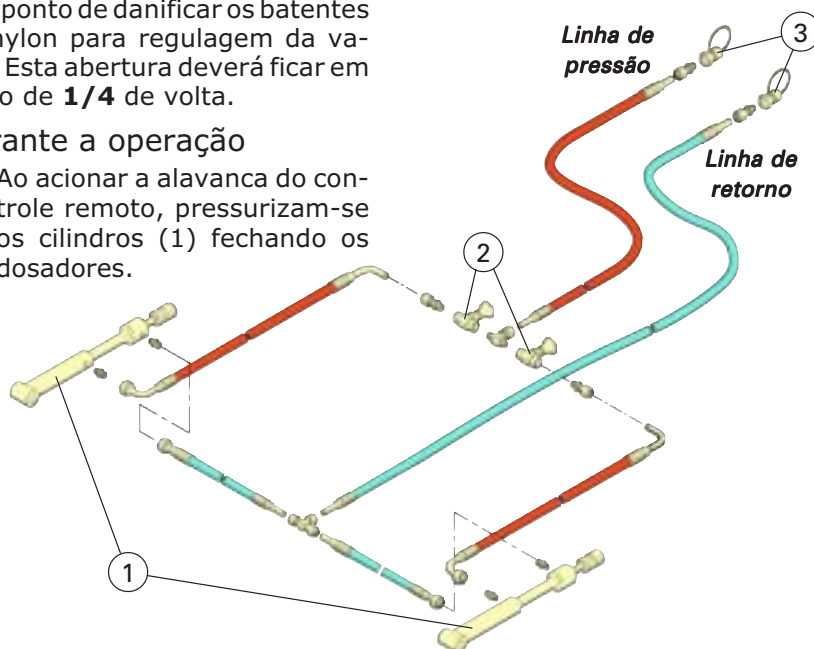 ponto de danificar os batentes
nylon para regulagem da va-
Esta abertura deverá ficar em
o de 1/4 de volta.
rante a operação
Ao acionar a alavanca do con-
trole remoto, pressurizam-se
os cilindros (1) fechando os
dosadores.
Linha de
pressão
3
Linha de
retorno
2
1